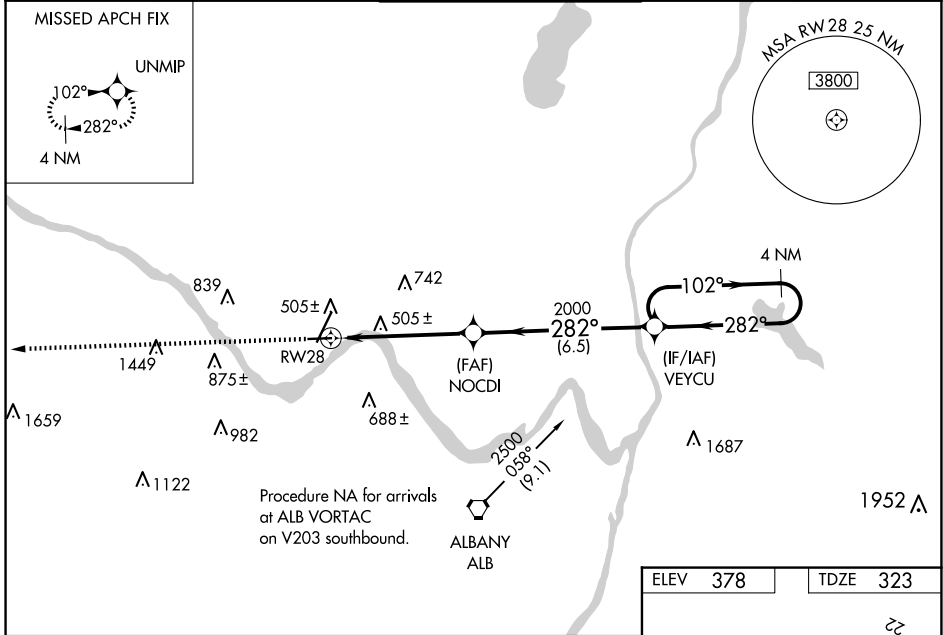 MISSED APCH FIX
UNMIP
102°
282°
4 NM
MSA RW28 25 NM
3800
4 NM
102°
742
839
505±
2000
505±
282°
282°
(6.5)
RW28
(FAF)
NOCDI
(IF/IAF)
VEYCU
1449
875±
688±
1659
982
1687
2500
058°
(9.1)
1122
Procedure NA for arrivals
at ALB VORTAC
on V203 southbound.
1952
ALBANY
ALB
ELEV 378
TDZE 323
22